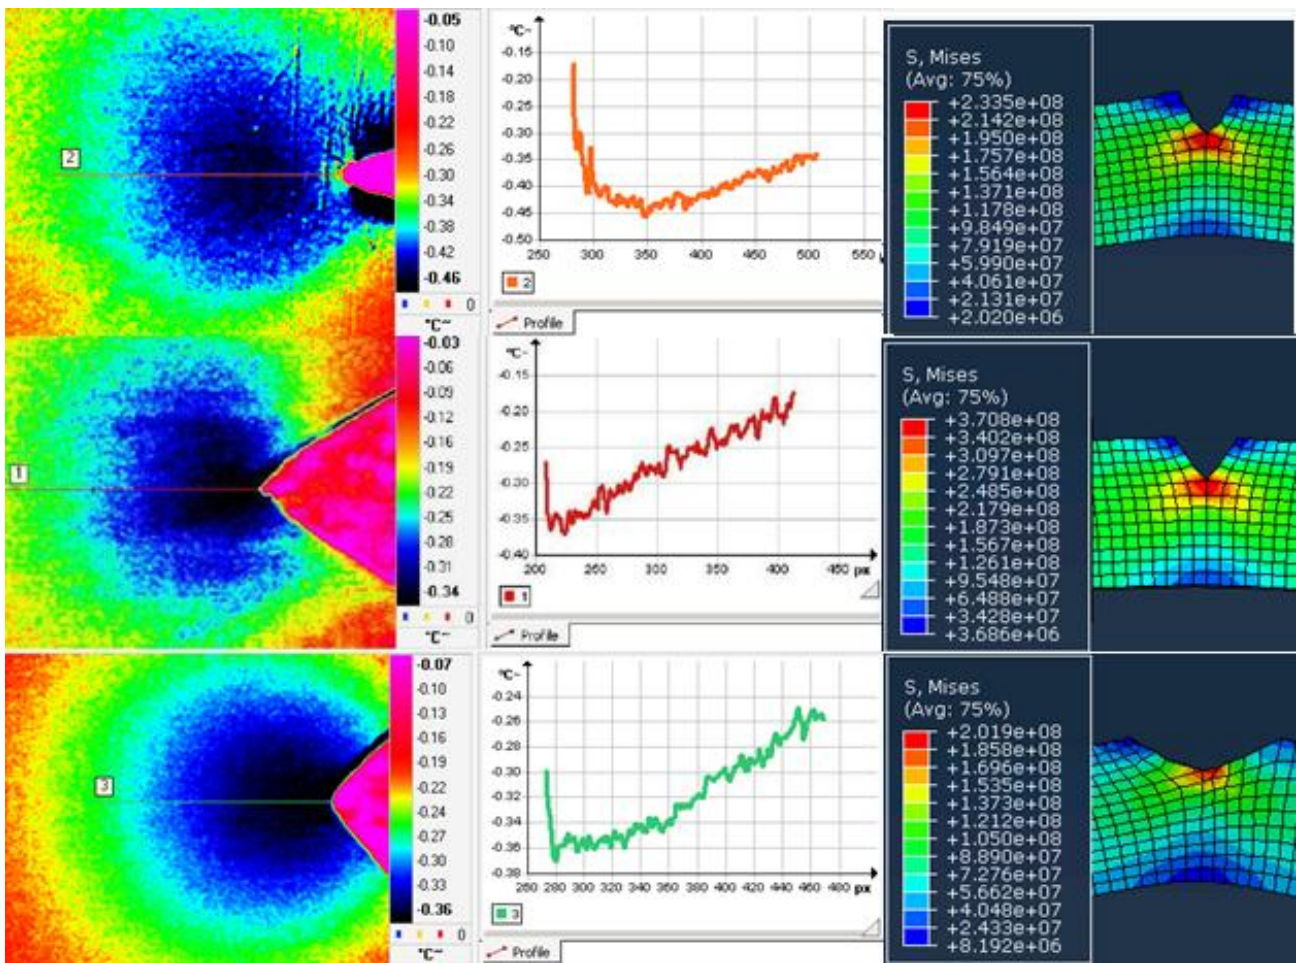 2
-0.05
-0.10
-0.14
-0.18
-0.22
-0.26
-0.30
-0.34
-0.38
-0.42
-0.46
0
°C~
°C~
-0.15
-0.20
-0.25
-0.30
-0.35
-0.40
-0.45
-0.50
250 300 350 400 450 500 550
2
Profile
S, Mises
(Avg: 75%)
+2.335e+08
+2.142e+08
+1.950e+08
+1.757e+08
+1.564e+08
+1.371e+08
+1.178e+08
+9.849e+07
+7.919e+07
+5.990e+07
+4.061e+07
+2.131e+07
+2.020e+06
1
-0.03
-0.06
-0.09
-0.12
-0.16
-0.19
-0.22
-0.25
-0.28
-0.31
-0.34
0
°C~
°C~
-0.15
-0.20
-0.25
-0.30
-0.35
-0.40
200 250 300 350 400 450 px
1
Profile
S, Mises
(Avg: 75%)
+3.708e+08
+3.402e+08
+3.097e+08
+2.791e+08
+2.485e+08
+2.179e+08
+1.873e+08
+1.567e+08
+1.261e+08
+9.548e+07
+6.488e+07
+3.428e+07
+3.686e+06
3
-0.07
-0.10
-0.13
-0.16
-0.19
-0.22
-0.24
-0.27
-0.30
-0.33
-0.36
0
°C~
°C~
-0.24
-0.26
-0.28
-0.30
-0.32
-0.34
-0.36
-0.38
260 280 300 320 340 360 380 400 420 440 460 480
3
Profile
S, Mises
(Avg: 75%)
+2.019e+08
+1.858e+08
+1.696e+08
+1.535e+08
+1.373e+08
+1.212e+08
+1.050e+08
+8.890e+07
+7.276e+07
+5.662e+07
+4.048e+07
+2.433e+07
+8.192e+06